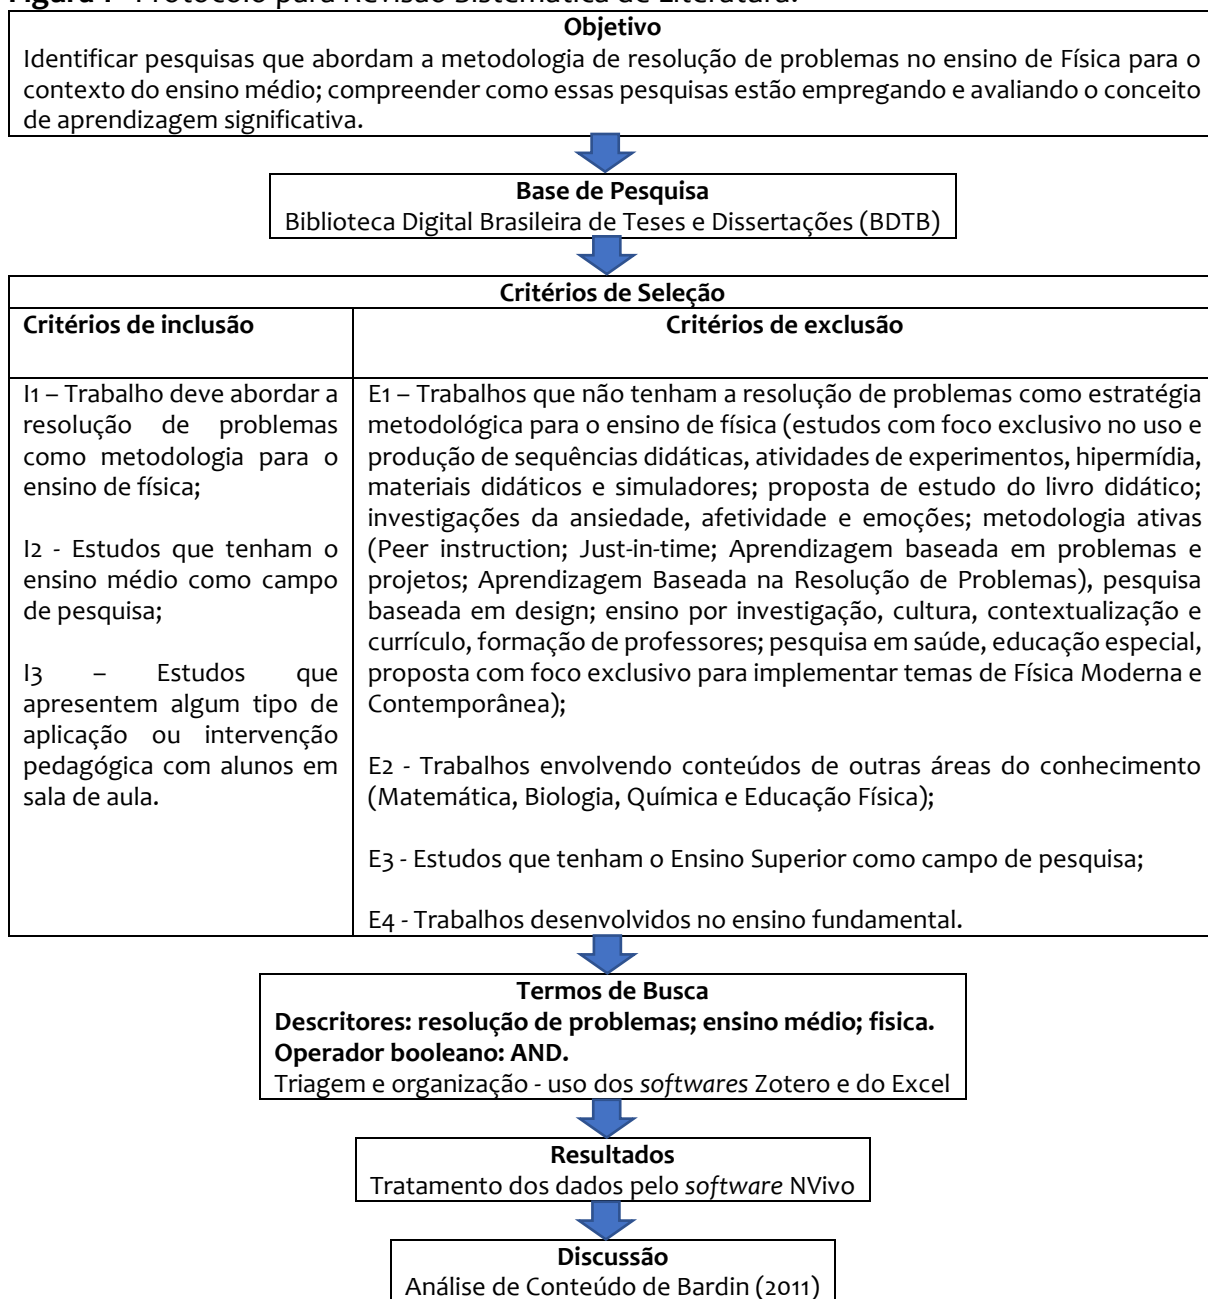 Figura 1 - Protocolo para Revisão Sistemática de Literatura.
Objetivo
Identificar pesquisas que abordam a metodologia de resolução de problemas no ensino de Física para o
contexto do ensino médio; compreender como essas pesquisas estão empregando e avaliando o conceito
de aprendizagem significativa.
Base de Pesquisa
Biblioteca Digital Brasileira de Teses e Dissertações (BDTB)
Critérios de Seleção
Critérios de inclusão
Critérios de exclusão
I1 – Trabalho deve abordar a
resolução de problemas
como metodologia para o
ensino de física;
I2 - Estudos que tenham o
ensino médio como campo
de pesquisa;
I3 – Estudos que
apresentem algum tipo de
aplicação ou intervenção
pedagógica com alunos em
sala de aula.
E1 – Trabalhos que não tenham a resolução de problemas como estratégia
metodológica para o ensino de física (estudos com foco exclusivo no uso e
produção de sequências didáticas, atividades de experimentos, hipermídia,
materiais didáticos e simuladores; proposta de estudo do livro didático;
investigações da ansiedade, afetividade e emoções; metodologia ativas
(Peer instruction; Just-in-time; Aprendizagem baseada em problemas e
projetos; Aprendizagem Baseada na Resolução de Problemas), pesquisa
baseada em design; ensino por investigação, cultura, contextualização e
currículo, formação de professores; pesquisa em saúde, educação especial,
proposta com foco exclusivo para implementar temas de Física Moderna e
Contemporânea);
E2 - Trabalhos envolvendo conteúdos de outras áreas do conhecimento
(Matemática, Biologia, Química e Educação Física);
E3 - Estudos que tenham o Ensino Superior como campo de pesquisa;
E4 - Trabalhos desenvolvidos no ensino fundamental.
Termos de Busca
Descritores: resolução de problemas; ensino médio; fisica.
Operador booleano: AND.
Triagem e organização - uso dos softwares Zotero e do Excel
Resultados
Tratamento dos dados pelo software NVivo
Discussão
Análise de Conteúdo de Bardin (2011)